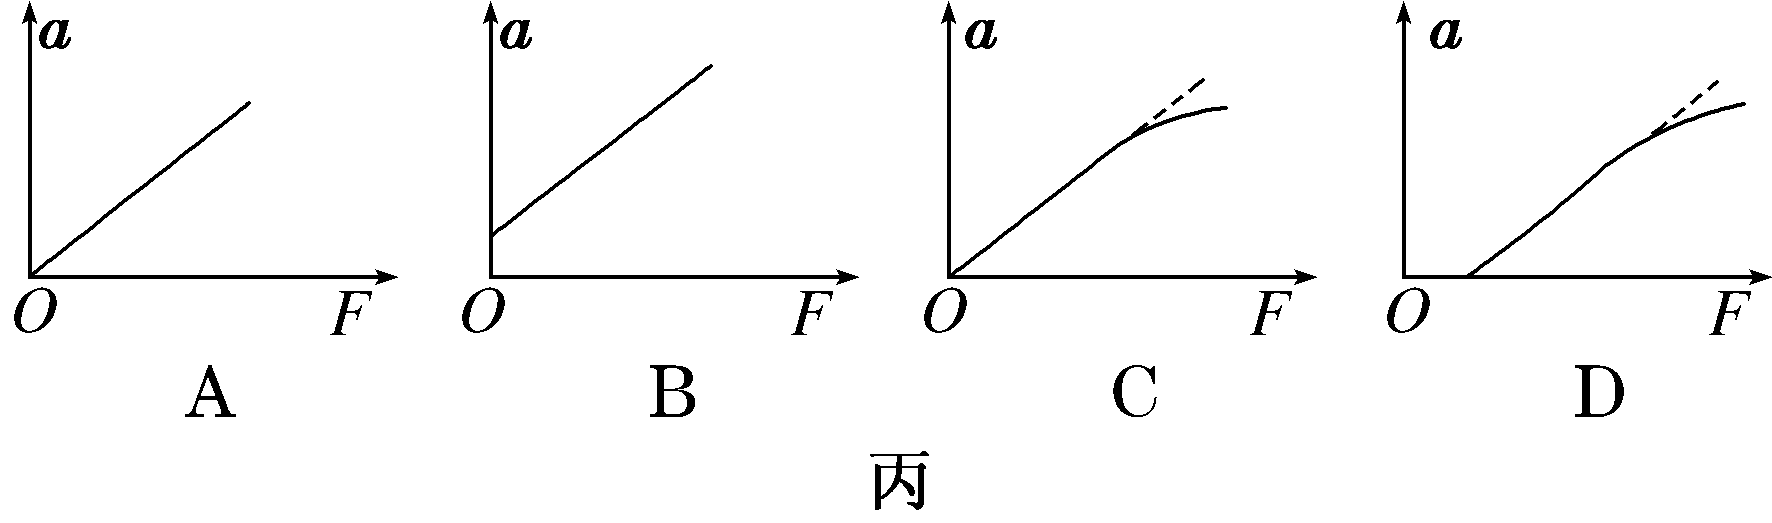 a a a a
O F O F O F O F
A B C D
丙